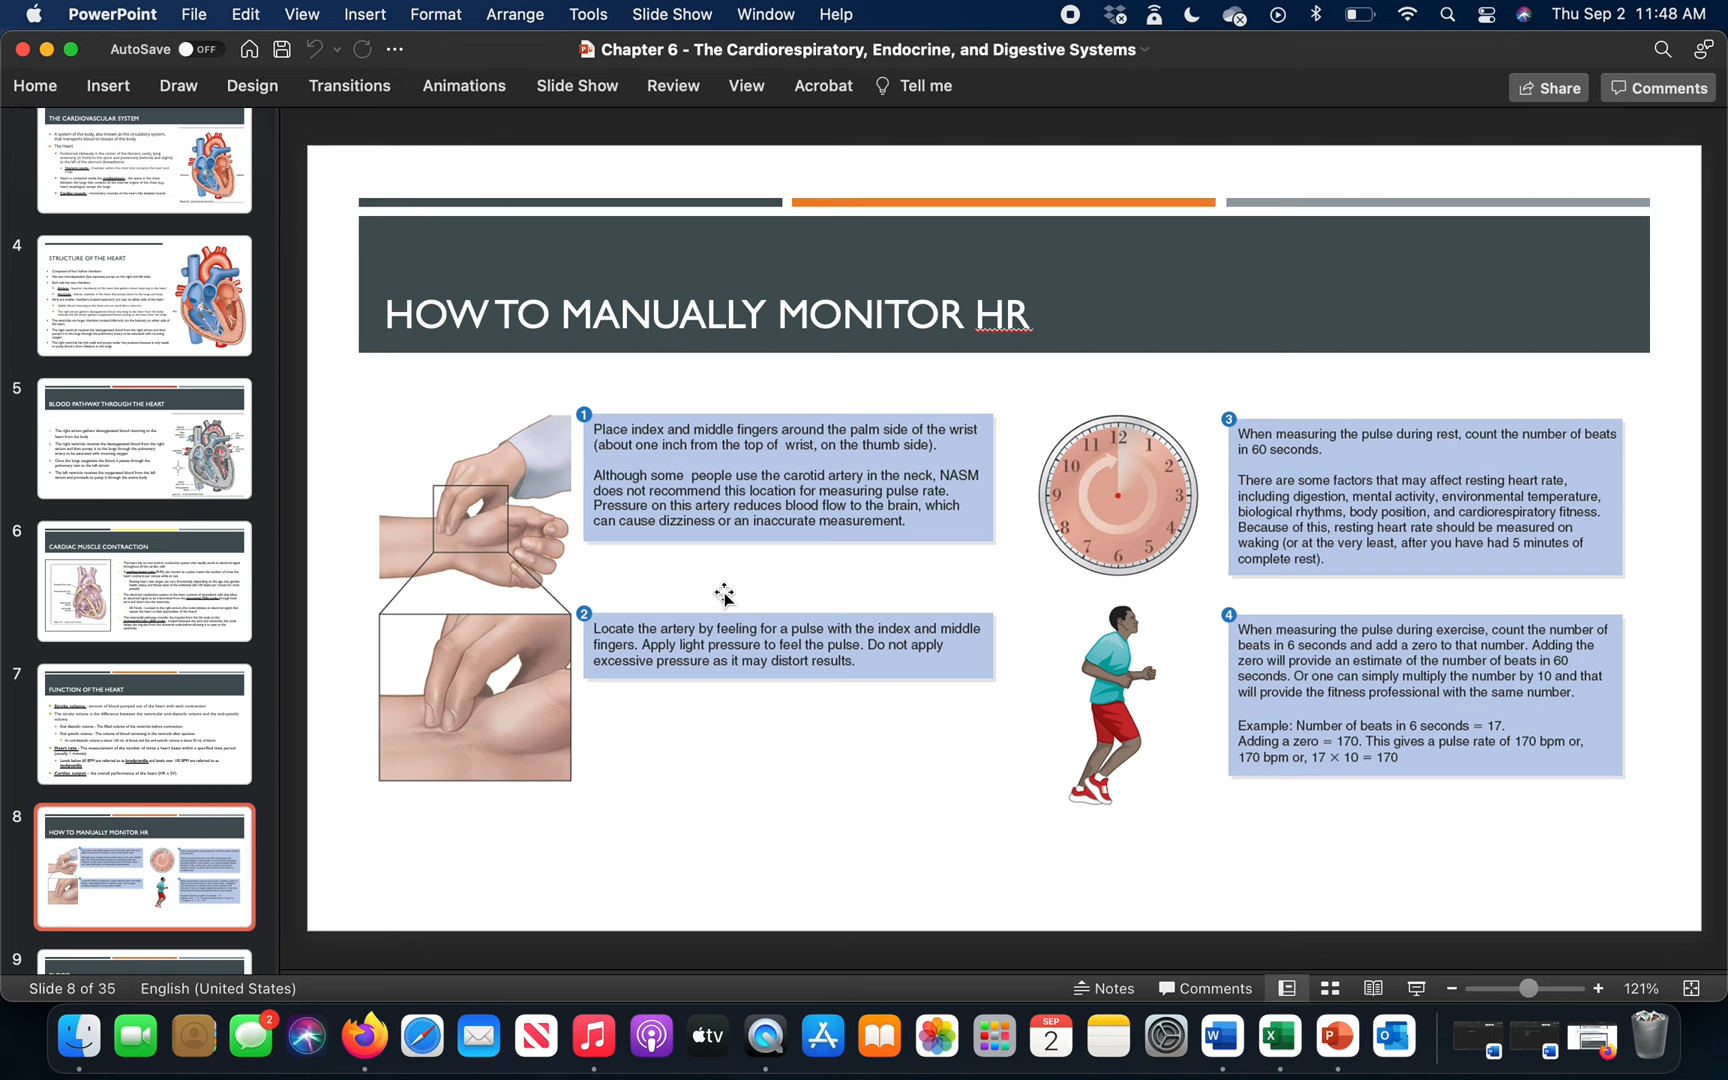 PowerPoint File Edit View Insert Format Arrange Tools Slide Show Window Help Thu Sep 2 11:48 AM
AutoSave OFF Chapter 6 - The Cardiorespiratory, Endocrine, and Digestive Systems
Home Insert Draw Design Transitions Animations Slide Show Review View Acrobat Tell me Share Comments
THE CARDIOVASCULAR SYSTEM
4
STRUCTURE OF THE HEART
5
BLOOD PATHWAY THROUGH THE HEART
6
CARDIAC MUSCLE CONTRACTION
7
FUNCTION OF THE HEART
8
HOW TO MANUALLY MONITOR HR
9
HOW TO MANUALLY MONITOR HR
1
Place index and middle fingers around the palm side of the wrist
(about one inch from the top of wrist, on the thumb side).
Although some people use the carotid artery in the neck, NASM
does not recommend this location for measuring pulse rate.
Pressure on this artery reduces blood flow to the brain, which
can cause dizziness or an inaccurate measurement.
2
Locate the artery by feeling for a pulse with the index and middle
fingers. Apply light pressure to feel the pulse. Do not apply
excessive pressure as it may distort results.
12 1 2 3 4 5 6 7 8 9 10 11
3
When measuring the pulse during rest, count the number of beats
in 60 seconds.
There are some factors that may affect resting heart rate,
including digestion, mental activity, environmental temperature,
biological rhythms, body position, and cardiorespiratory fitness.
Because of this, resting heart rate should be measured on
waking (or at the very least, after you have had 5 minutes of
complete rest).
4
When measuring the pulse during exercise, count the number of
beats in 6 seconds and add a zero to that number. Adding the
zero will provide an estimate of the number of beats in 60
seconds. Or one can simply multiply the number by 10 and that
will provide the fitness professional with the same number.
Example: Number of beats in 6 seconds = 17.
Adding a zero = 170. This gives a pulse rate of 170 bpm or,
170 bpm or, 17 × 10 = 170
Slide 8 of 35 English (United States) Notes Comments 121%
2
tv
SEP
2
W X P O